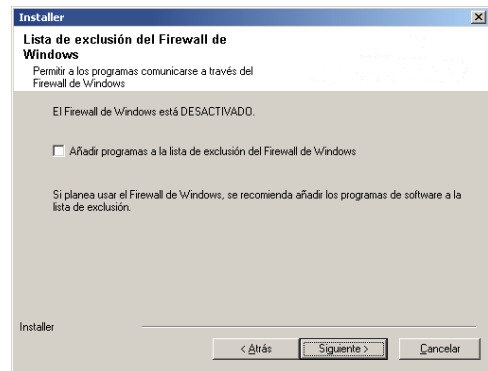 Installer
Lista de exclusión del Firewall de
Windows
Permitir a los programas comunicarse a través del
Firewall de Windows
El Firewall de Windows está DESACTIVADO.
Añadir programas a la lista de exclusión del Firewall de Windows
Si planea usar el Firewall de Windows, se recomienda añadir los programas de software a la
lista de exclusión.
Installer
< Atrás
Siguiente >
Cancelar